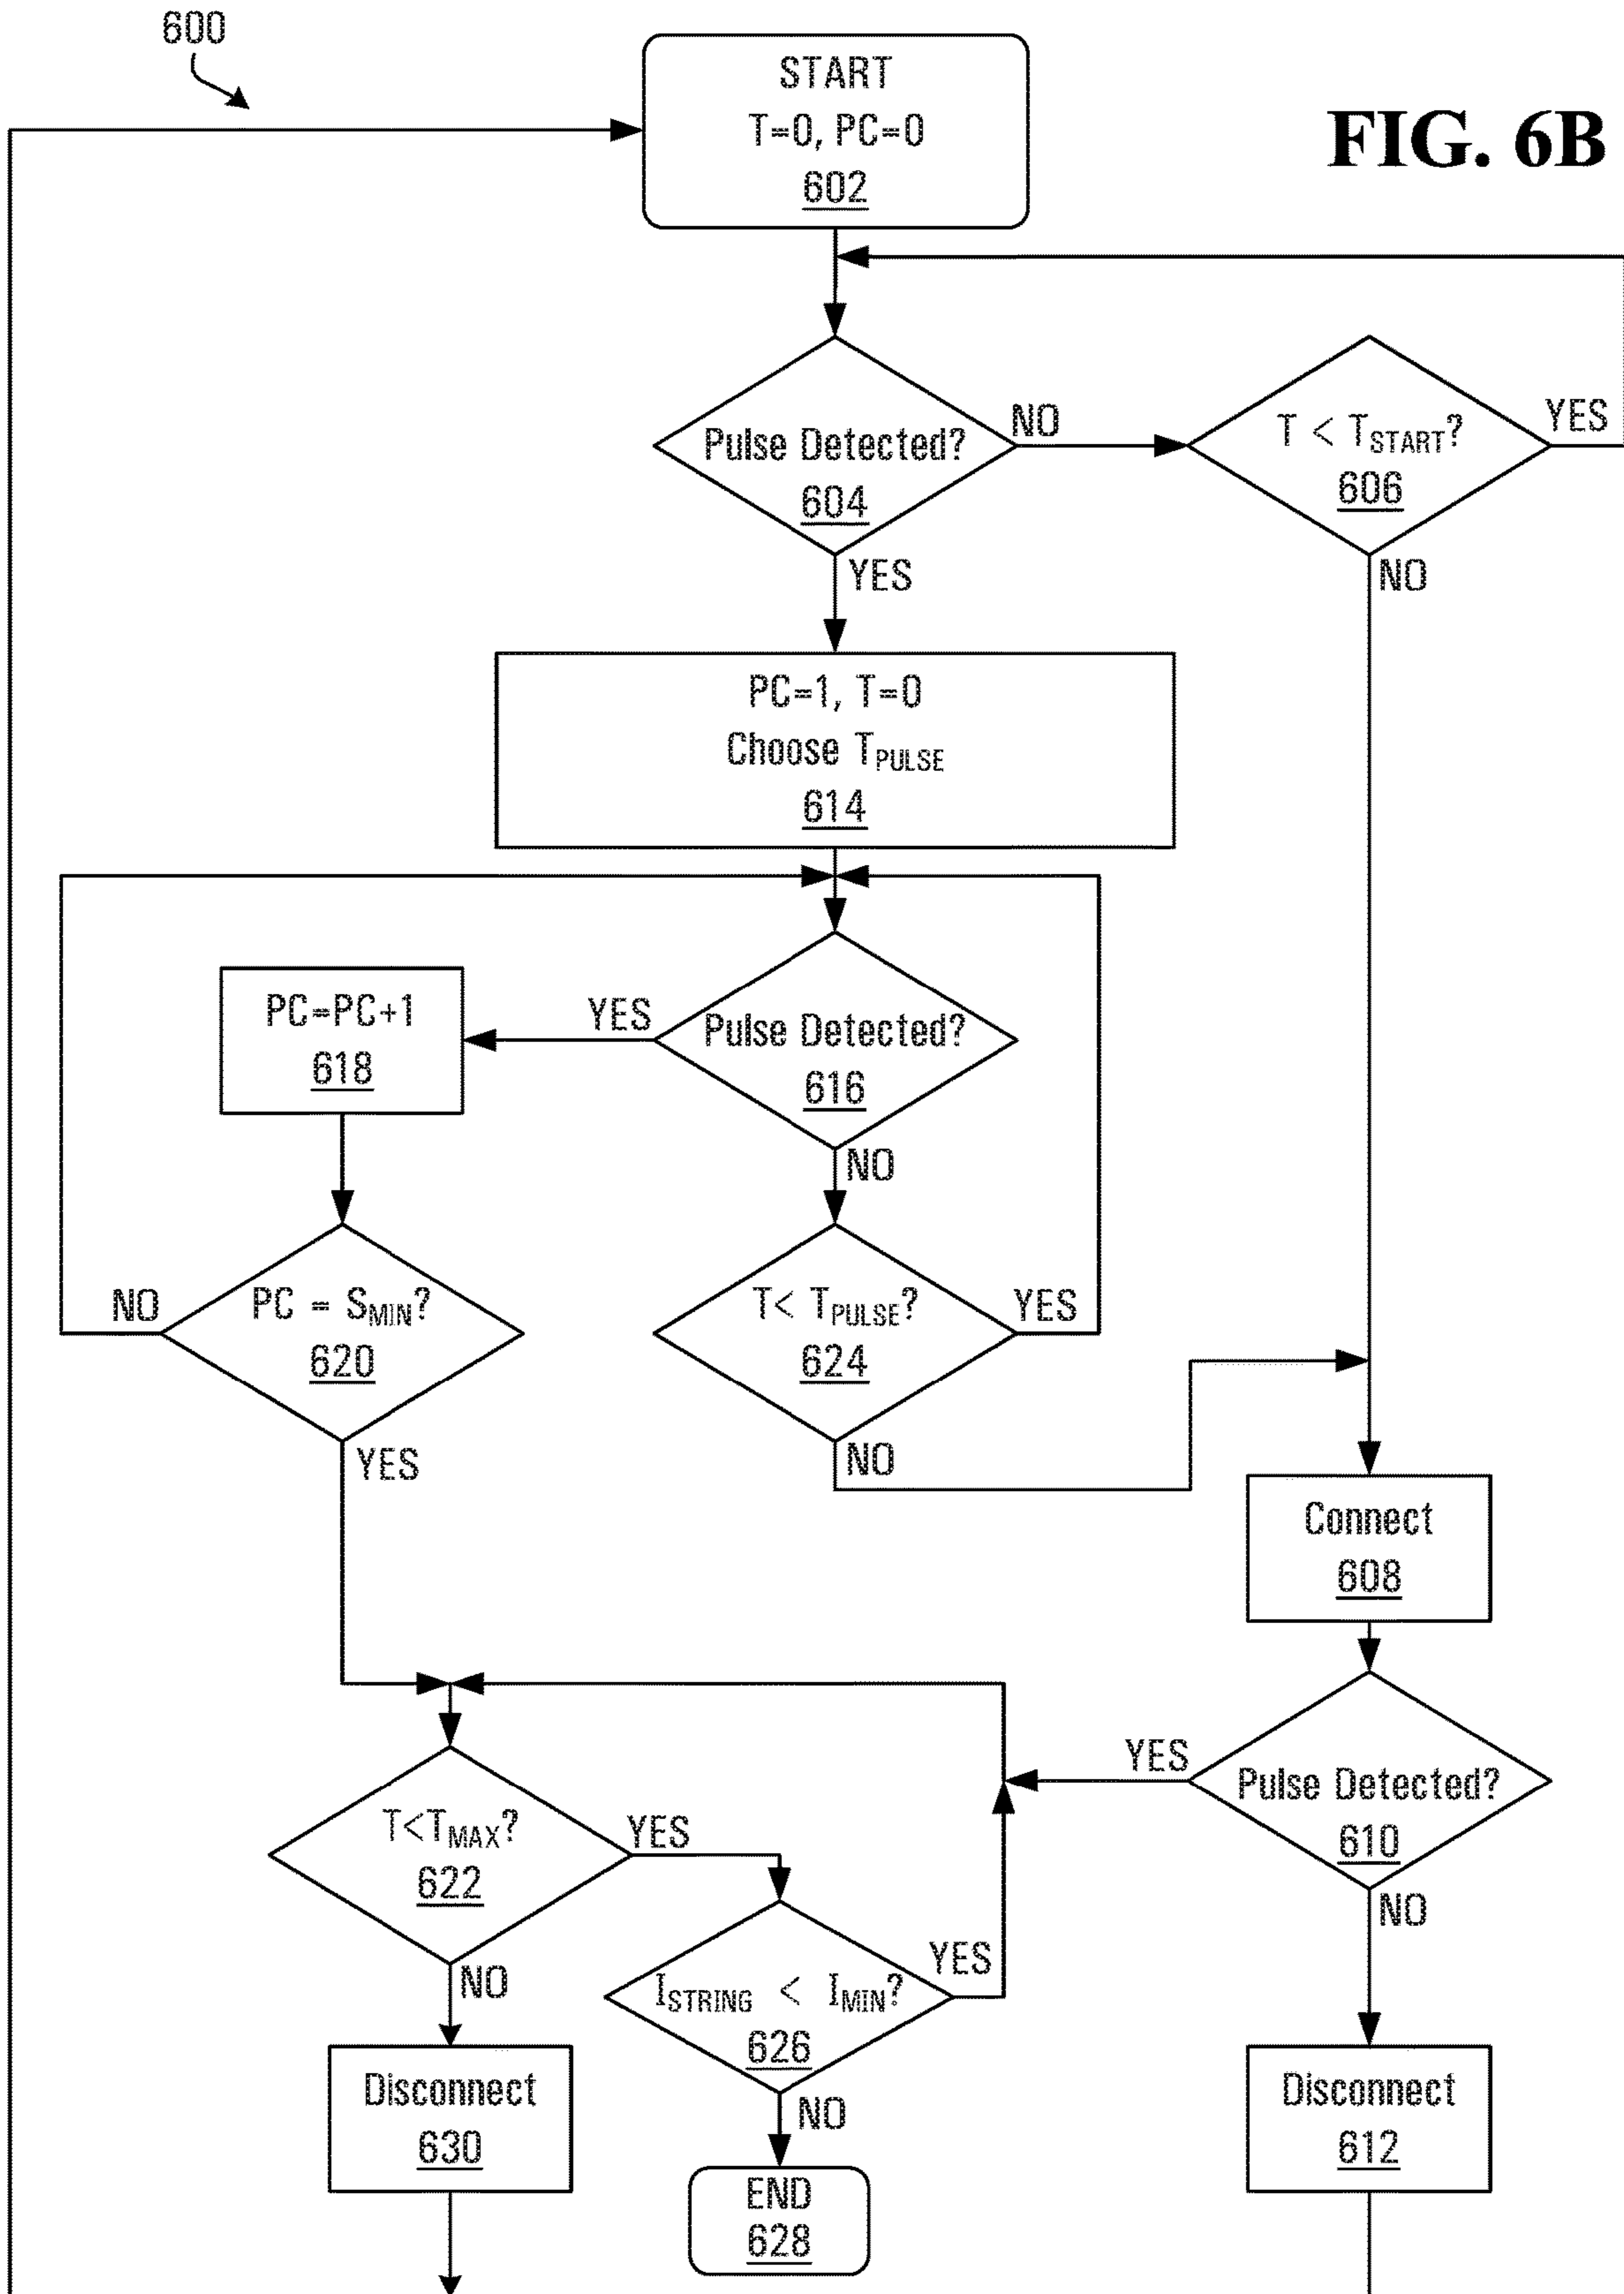 600
START
T=0, PC=0
602
FIG. 6B
Pulse Detected?
604
NO
YES
T < TSTART?
606
YES
NO
PC=1, T=0
Choose TPULSE
614
PC=PC+1
618
YES
Pulse Detected?
616
NO
NO
PC = SMIN?
620
YES
T< TPULSE?
624
YES
NO
Connect
608
YES
Pulse Detected?
610
NO
T<TMAX?
622
YES
NO
ISTRING < IMIN?
626
YES
NO
Disconnect
630
END
628
Disconnect
612